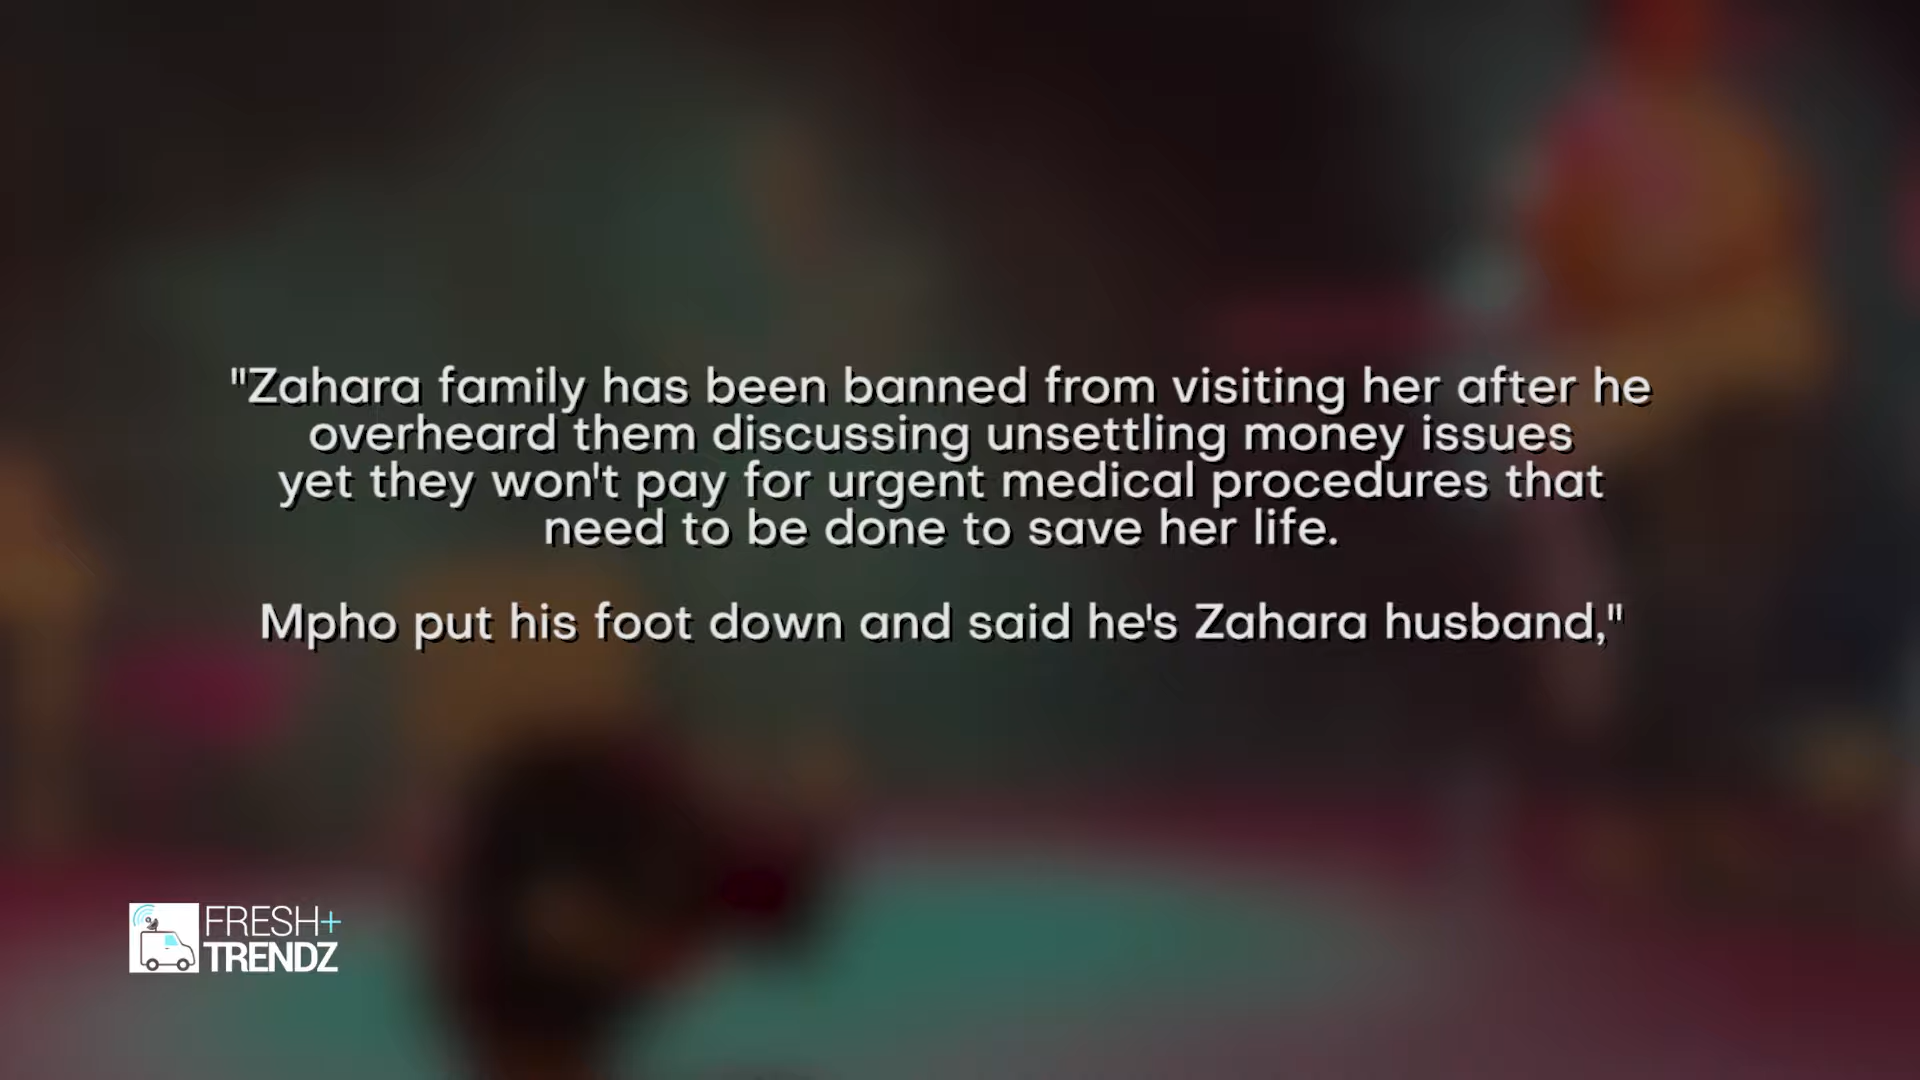 "Zahara family has been banned from visiting her after he
overheard them discussing unsettling money issues
yet they won't pay for urgent medical procedures that
need to be done to save her life.
Mpho put his foot down and said he's Zahara husband,"
FRESH+
TRENDZ